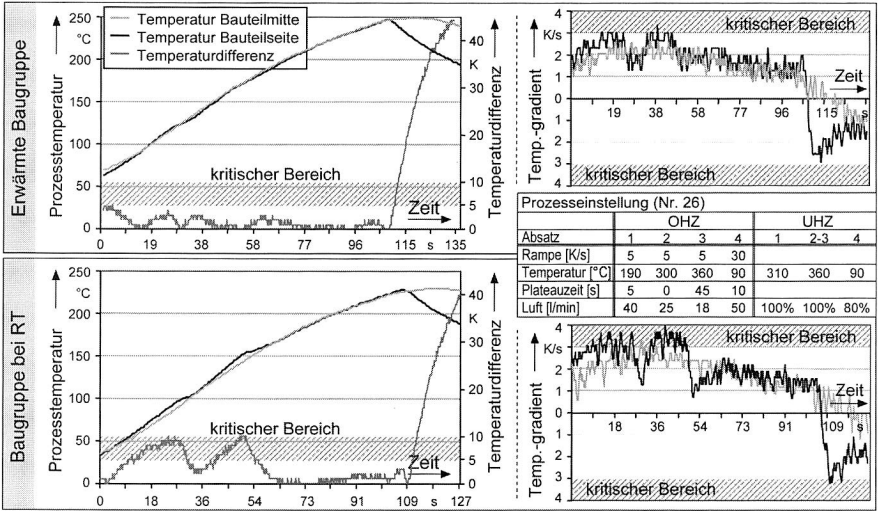 Erwärmte Baugruppe
Prozesstemperatur
250
°C
200
150
100
50
0
Temperatur Bauteilmitte
Temperatur Bauteilseite
Temperaturdifferenz
kritischer Bereich
Zeit
0 19 38 58 77 96 115 s 135
40
K
30
20
10
5
0
Temperaturdifferenz
Temp.-gradient
4
K/s
2
1
0
1
2
3
4
kritischer Bereich
Zeit
19 38 58 77 96 115 s
kritischer Bereich
Prozesseinstellung (Nr. 26)
OHZ UHZ
Absatz 1 2 3 4 1 2-3 4
Rampe [K/s] 5 5 5 30
Temperatur [°C] 190 300 360 90 310 360 90
Plateauzeit [s] 5 0 45 10
Luft [l/min] 40 25 18 50 100% 100% 80%
Baugruppe bei RT
Prozesstemperatur
250
°C
200
150
100
50
0
kritischer Bereich
Zeit
0 18 36 54 73 91 109 s 127
40
K
30
20
10
5
0
Temperaturdifferenz
Temp.-gradient
4
K/s
2
1
0
1
2
3
4
kritischer Bereich
Zeit
18 36 54 73 91 109 s
kritischer Bereich